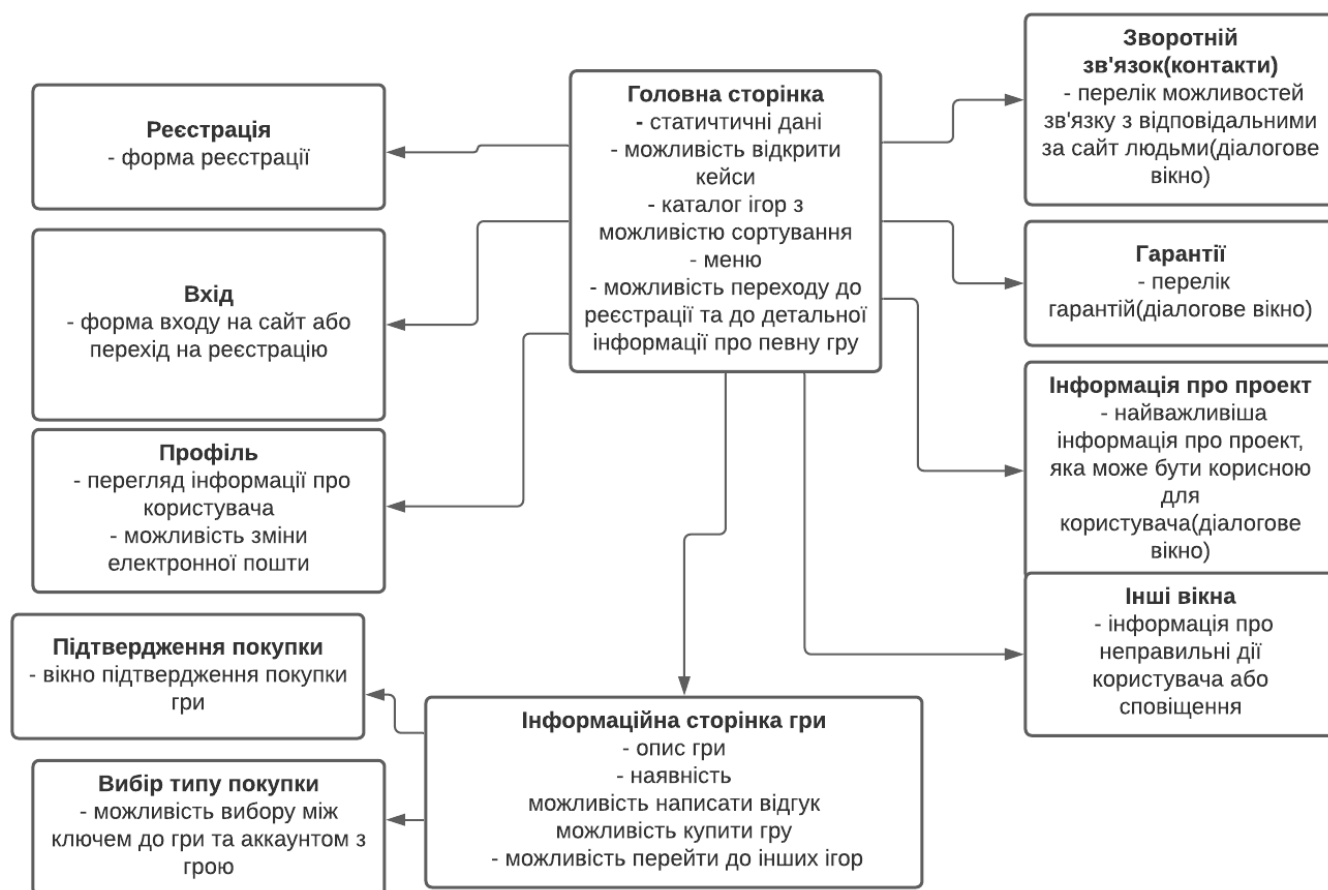 Реєстрація
- форма реєстрації
Вхід
- форма входу на сайт або
перехід на реєстрацію
Профіль
- перегляд інформації про
користувача
- можливість зміни
електронної пошти
Підтвердження покупки
- вікно підтвердження покупки
гри
Вибір типу покупки
- можливість вибору між
ключем до гри та аккаунтом з
грою
Головна сторінка
- статичтичні дані
- можливість відкрити
кейси
- каталог ігор з
можливістю сортування
- меню
- можливість переходу до
реєстрації та до детальної
інформації про певну гру
Інформаційна сторінка гри
- опис гри
- наявність
можливість написати відгук
можливість купити гру
- можливість перейти до інших ігор
Зворотній
зв'язок(контакти)
- перелік можливостей
зв'язку з відповідальними
за сайт людьми(діалогове
вікно)
Гарантії
- перелік
гарантій(діалогове вікно)
Інформація про проект
- найважливіша
інформація про проект,
яка може бути корисною
для
користувача(діалогове
вікно)
Інші вікна
- інформація про
неправильні дії
користувача або
сповіщення